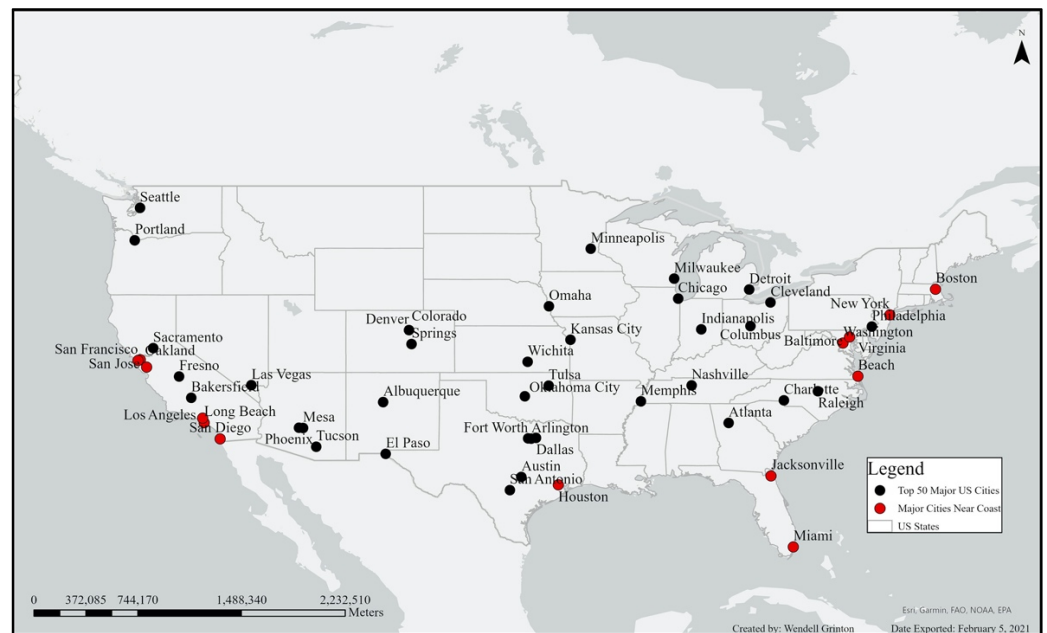 N
Seattle
Portland
Minneapolis
Milwaukee
Detroit
Boston
Chicago
Cleveland
Omaha
New York
Denver
Colorado
Springs
Philadelphia
Indianapolis
Columbus
Washington
Kansas City
Baltimore
Virginia
Beach
Sacramento
San Francisco
Oakland
San Jose
Fresno
Wichita
Las Vegas
Tulsa
Nashville
Bakersfield
Albuquerque
Oklahoma City
Memphis
Charlotte
Raleigh
Los Angeles
Long Beach
San Diego
Mesa
Phoenix
Tucson
El Paso
Fort Worth
Arlington
Dallas
Atlanta
Austin
San Antonio
Houston
Jacksonville
Miami
Legend
Top 50 Major US Cities
Major Cities Near Coast
US States
0 372,085 744,170 1,488,340 2,232,510
Meters
Esri, Garmin, FAO, NOAA, EPA
Created by: Wendell Grinton Date Exported: February 5, 2021